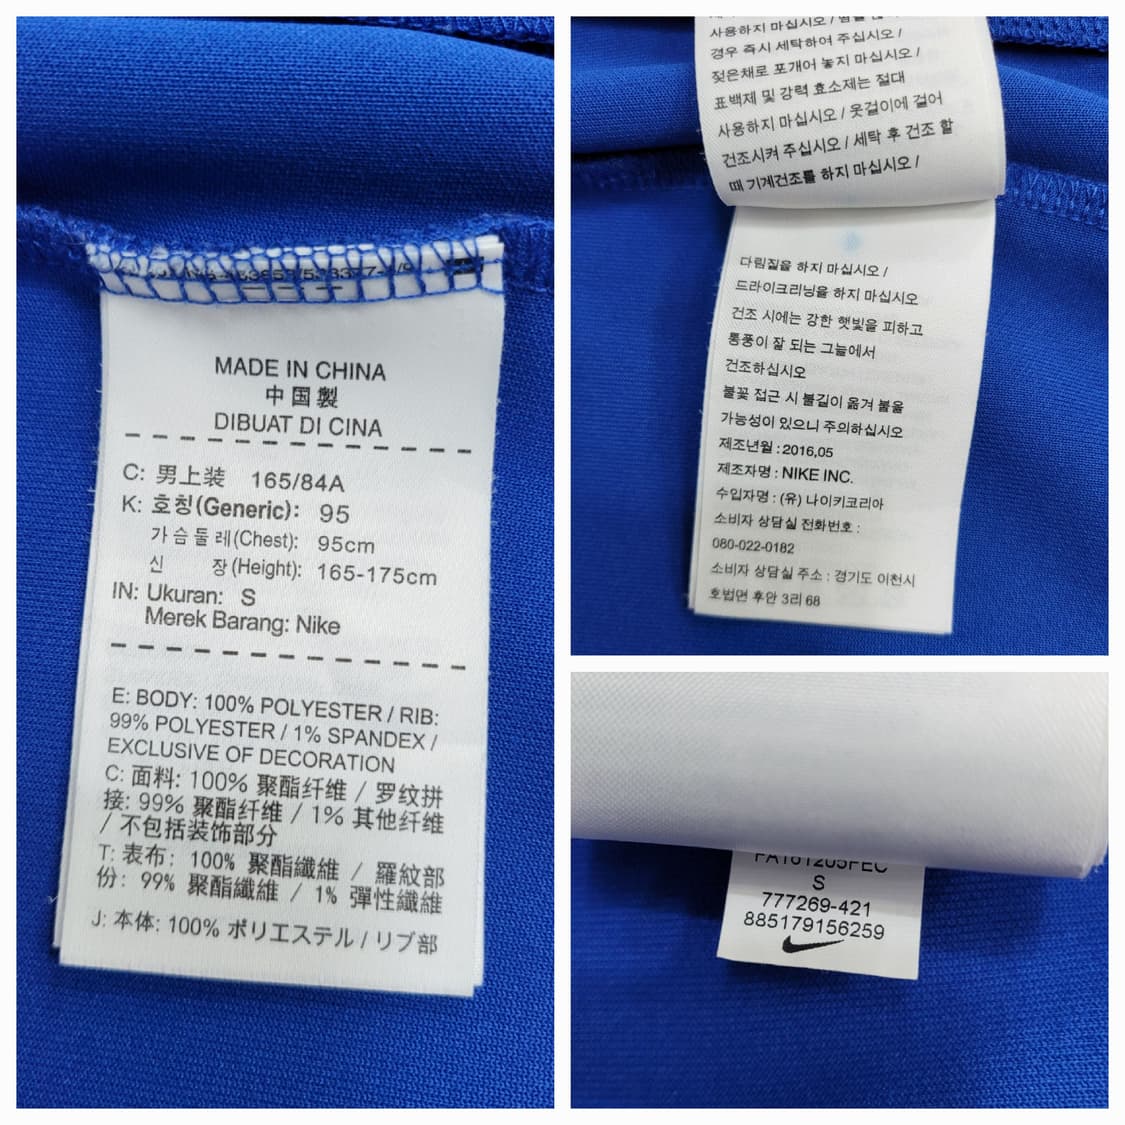 MADE IN CHINA
中国製
DIBUAT DI CINA
C: 男上装 165/84A
K: 호칭(Generic): 95
가슴둘레(Chest): 95cm
신 장(Height): 165-175cm
IN: Ukuran: S
Merek Barang: Nike
E: BODY: 100% POLYESTER / RIB:
99% POLYESTER / 1% SPANDEX /
EXCLUSIVE OF DECORATION
C: 面料: 100% 聚酯纤维 / 罗纹拼
接: 99% 聚酯纤维 / 1% 其他纤维
/ 不包括装饰部分
T: 表布: 100% 聚酯纖維 / 羅紋部
份: 99% 聚酯纖維 / 1% 彈性纖維
J: 本体: 100% ポリエステル / リブ部
사용하지 마십시오 /
경우 즉시 세탁하여 주십시오 /
젖은채로 포개어 놓지 마십시오 /
표백제 및 강력 효소제는 절대
사용하지 마십시오 / 옷걸이에 걸어
건조시켜 주십시오 / 세탁 후 건조 할
때 기계건조를 하지 마십시오 /
다림질을 하지 마십시오 /
드라이크리닝을 하지 마십시오
건조 시에는 강한 햇빛을 피하고
통풍이 잘 되는 그늘에서
건조하십시오
불꽃 접근 시 불길이 옮겨 붙을
가능성이 있으니 주의하십시오
제조년월 : 2016,05
제조자명 : NIKE INC.
수입자명 : (유) 나이키코리아
소비자 상담실 전화번호 :
080-022-0182
소비자 상담실 주소 : 경기도 이천시
호법면 후안 3리 68
FA161205FEC
S
777269-421
885179156259